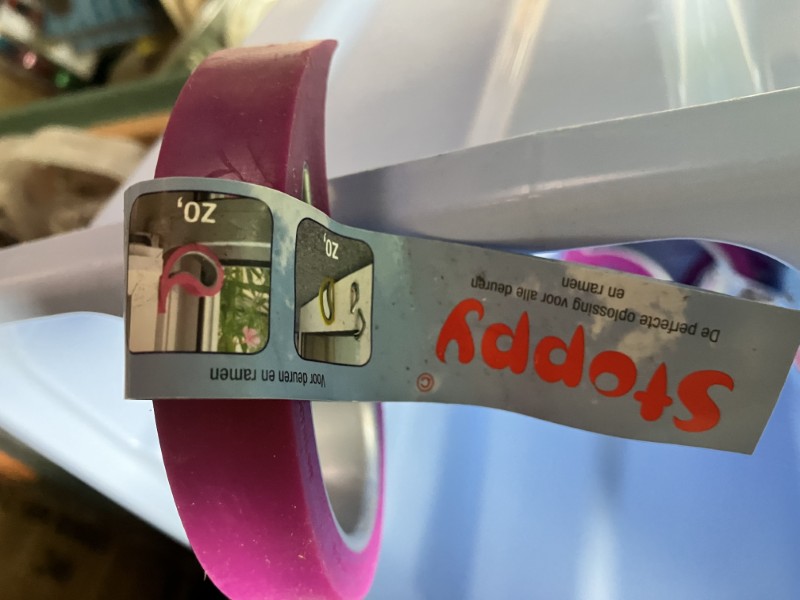 Stoppy ©
De perfecte oplossing voor alle deuren
en ramen
Voor deuren en ramen
zo,
zo,